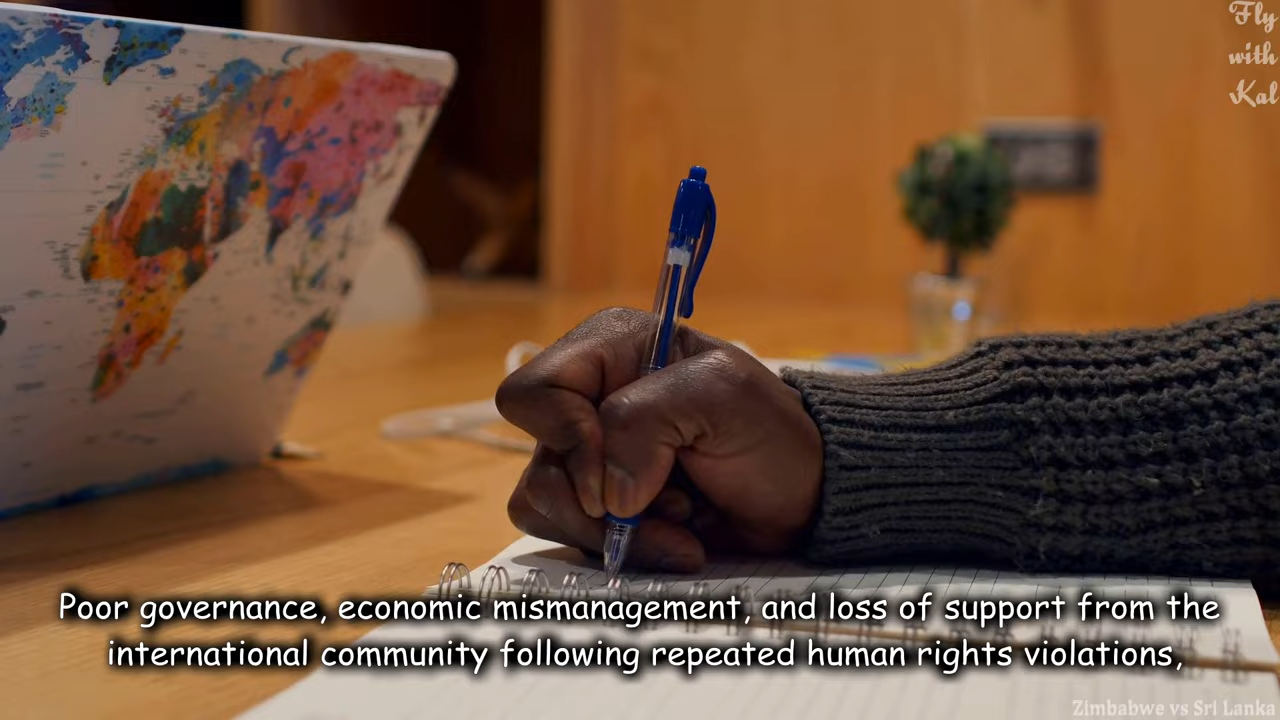 Fly
with
Kal
Poor governance, economic mismanagement, and loss of support from the
international community following repeated human rights violations,
Zimbabwe vs Sri Lanka